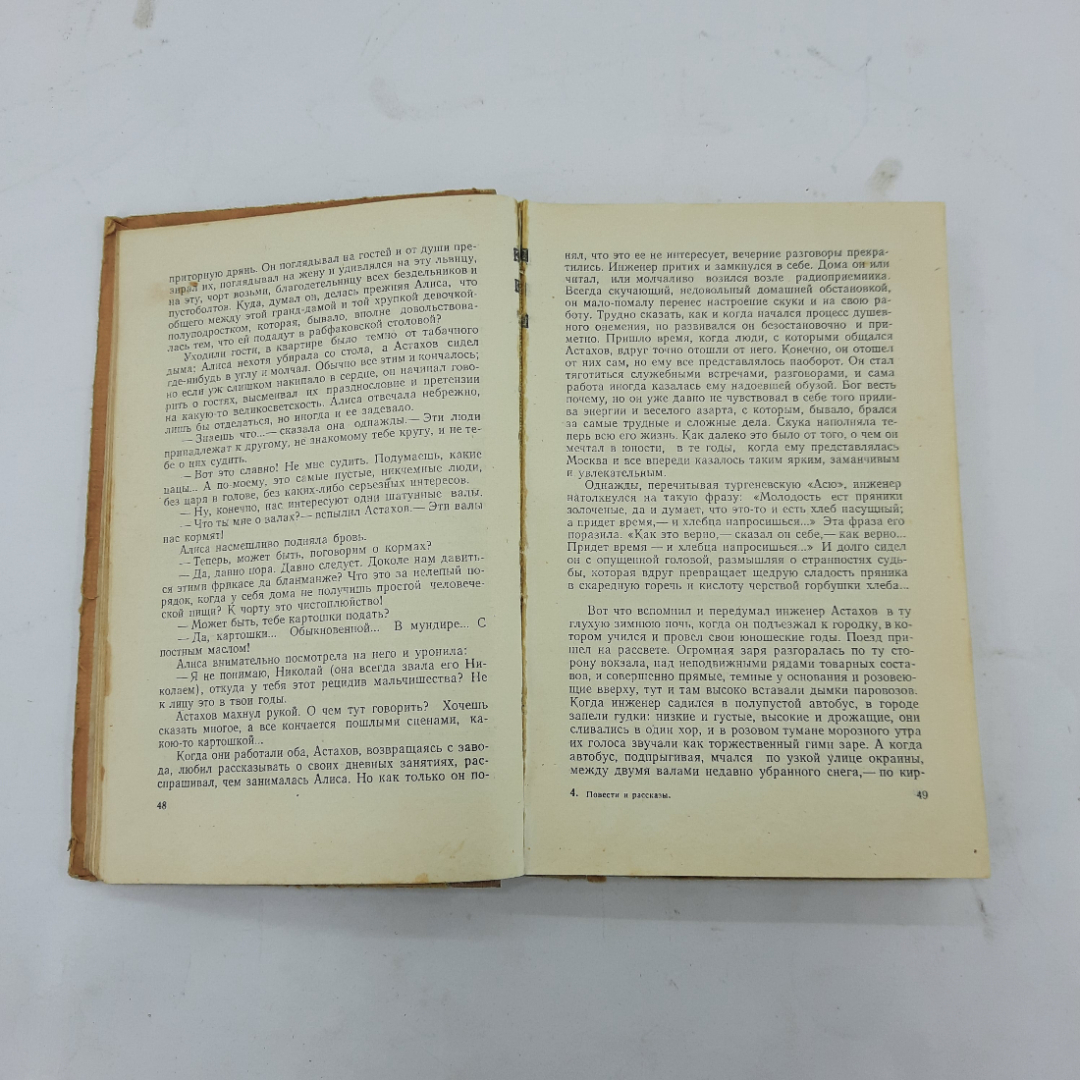 приторную дрянь. Он поглядывал на гостей и от души пре-
зирал их, поглядывал на жену и удивлялся на эту львицу,
на эту, чорт возьми, благодетельницу всех бездельников и
пустоболтов. Куда, думал он, делась прежняя Алиса, что
общего между этой гранд-дамой и той хрупкой девочкой-
полуподростком, которая, бывало, вполне довольствова-
лась тем, что ей подадут в рабфаковской столовой?
Уходили гости, в квартире было темно от табачного
дыма; Алиса нехотя убирала со стола, а Астахов сидел
где-нибудь в углу и молчал. Обычно все этим и кончалось;
но если уж слишком накипало в сердце, он начинал гово-
рить о гостях, высмеивал их празднословие и претензии
на какую-то великосветскость. Алиса отвечала небрежно,
лишь бы отделаться, но иногда и ее задевало.
— Знаешь что...— сказала она однажды.— Эти люди
принадлежат к другому, не знакомому тебе кругу, и не те-
бе о них судить.
— Вот это славно! Не мне судить. Подумаешь, какие
цацы... А по-моему, это самые пустые, никчемные люди,
без царя в голове, без каких-либо серьезных интересов.
— Ну, конечно, вас интересуют одни шатунные валы.
— Что ты мне о валах?— вспылил Астахов.— Эти валы
нас кормят!
Алиса насмешливо подняла бровь.
— Теперь, может быть, поговорим о кормах?
— Да, давно пора. Давно следует. Доколе нам давить-
ся этими фрикасе да бланманже? Что это за нелепый по-
рядок, когда у себя дома не получишь простой человече-
ской пищи? К чорту это чистоплюйство!
— Может быть, тебе картошки подать?
— Да, картошки... Обыкновенной... В мундире... С
постным маслом!
Алиса внимательно посмотрела на него и уронила:
— Я не понимаю, Николай (она всегда звала его Ни-
колаем), откуда у тебя этот рецидив мальчишества? Не
к лицу это в твои годы.
Астахов махнул рукой. О чем тут говорить? Хочешь
сказать многое, а все кончается пошлыми сценами, ка-
кою-то картошкой...
Когда они работали оба, Астахов, возвращаясь с заво-
да, любил рассказывать о своих дневных занятиях, рас-
спрашивал, чем занималась Алиса. Но как только он по-
48
нял, что это ее не интересует, вечерние разговоры прекра-
тились. Инженер притих и замкнулся в себе. Дома он или
читал, или молчаливо возился возле радиоприемника.
Всегда скучающий, недовольный домашней обстановкой,
он мало-помалу перенес настроение скуки и на свою ра-
боту. Трудно сказать, как и когда начался процесс душев-
ного онемения, но развивался он безостановочно и при-
метно. Пришло время, когда люди, с которыми общался
Астахов, вдруг точно отошли от него. Конечно, он отошел
от них сам, но ему все представлялось наоборот. Он стал
тяготиться служебными встречами, разговорами, и сама
работа иногда казалась ему надоевшей обузой. Бог весть
почему, но он уже давно не чувствовал в себе того прили-
ва энергии и веселого азарта, с которым, бывало, брался
за самые трудные и сложные дела. Скука наполняла те-
перь всю его жизнь. Как далеко это было от того, о чем он
мечтал в юности, в те годы, когда ему представлялась
Москва и все впереди казалось таким ярким, заманчивым
и увлекательным.
Однажды, перечитывая тургеневскую «Асю», инженер
натолкнулся на такую фразу: «Молодость ест пряники
золоченые, да и думает, что это-то и есть хлеб насущный;
а придет время,— и хлебца напросишься...» Эта фраза его
поразила. «Как это верно,— сказал он себе,— как верно...
Придет время — и хлебца напросишься...» И долго сидел
он с опущенной головой, размышляя о странностях судь-
бы, которая вдруг превращает щедрую сладость пряника
в скаредную горечь и кислоту черствой горбушки хлеба...
Вот что вспомнил и передумал инженер Астахов в ту
глухую зимнюю ночь, когда он подъезжал к городку, в ко-
тором учился и провел свои юношеские годы. Поезд при-
шел на рассвете. Огромная заря разгоралась по ту сто-
рону вокзала, над неподвижными рядами товарных соста-
вов, и совершенно прямые, темные у основания и розовею-
щие вверху, тут и там высоко вставали дымки паровозов.
Когда инженер садился в полупустой автобус, в городе
запели гудки: низкие и густые, высокие и дрожащие, они
сливались в один хор, и в розовом тумане морозного утра
их голоса звучали как торжественный гимн заре. А когда
автобус, подпрыгивая, мчался по узкой улице окраины,
между двумя валами недавно убранного снега,— по кир-
4. Повести и рассказы.
49